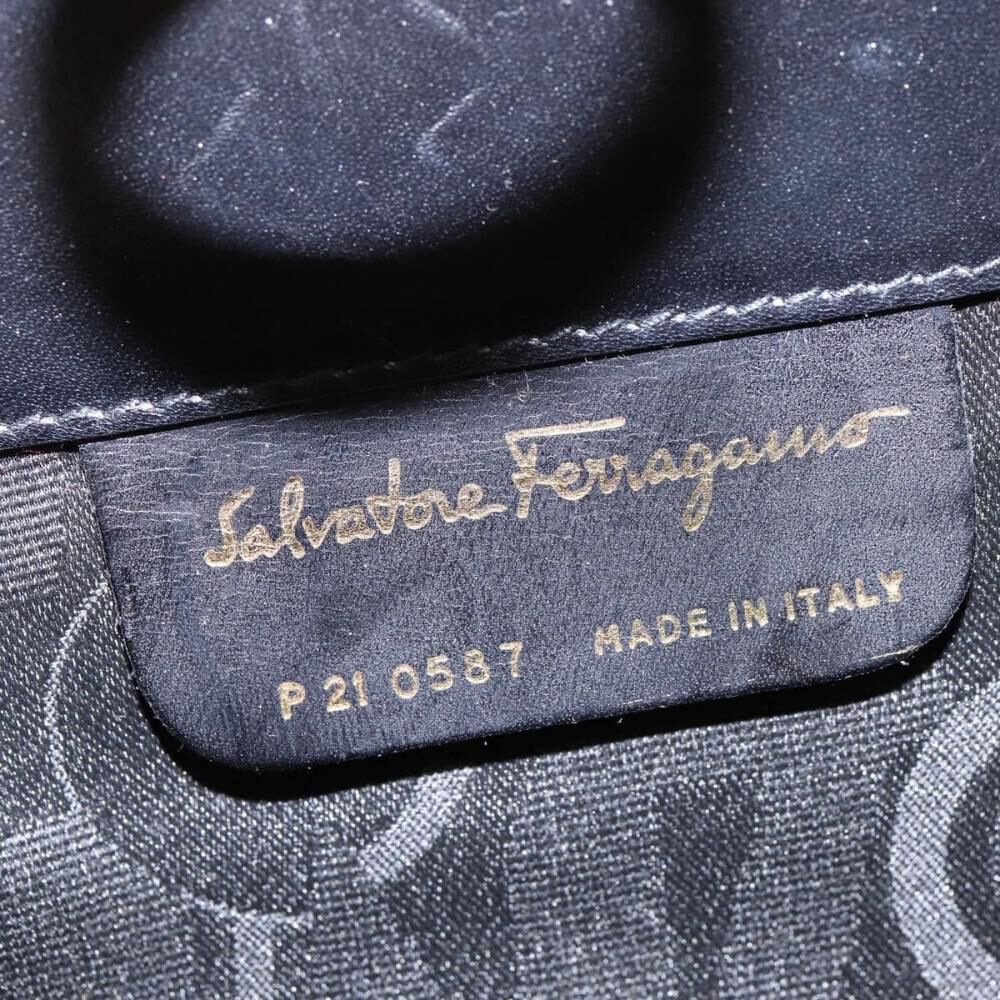 Salvatore Ferragamo
P 21 0587 MADE IN ITALY